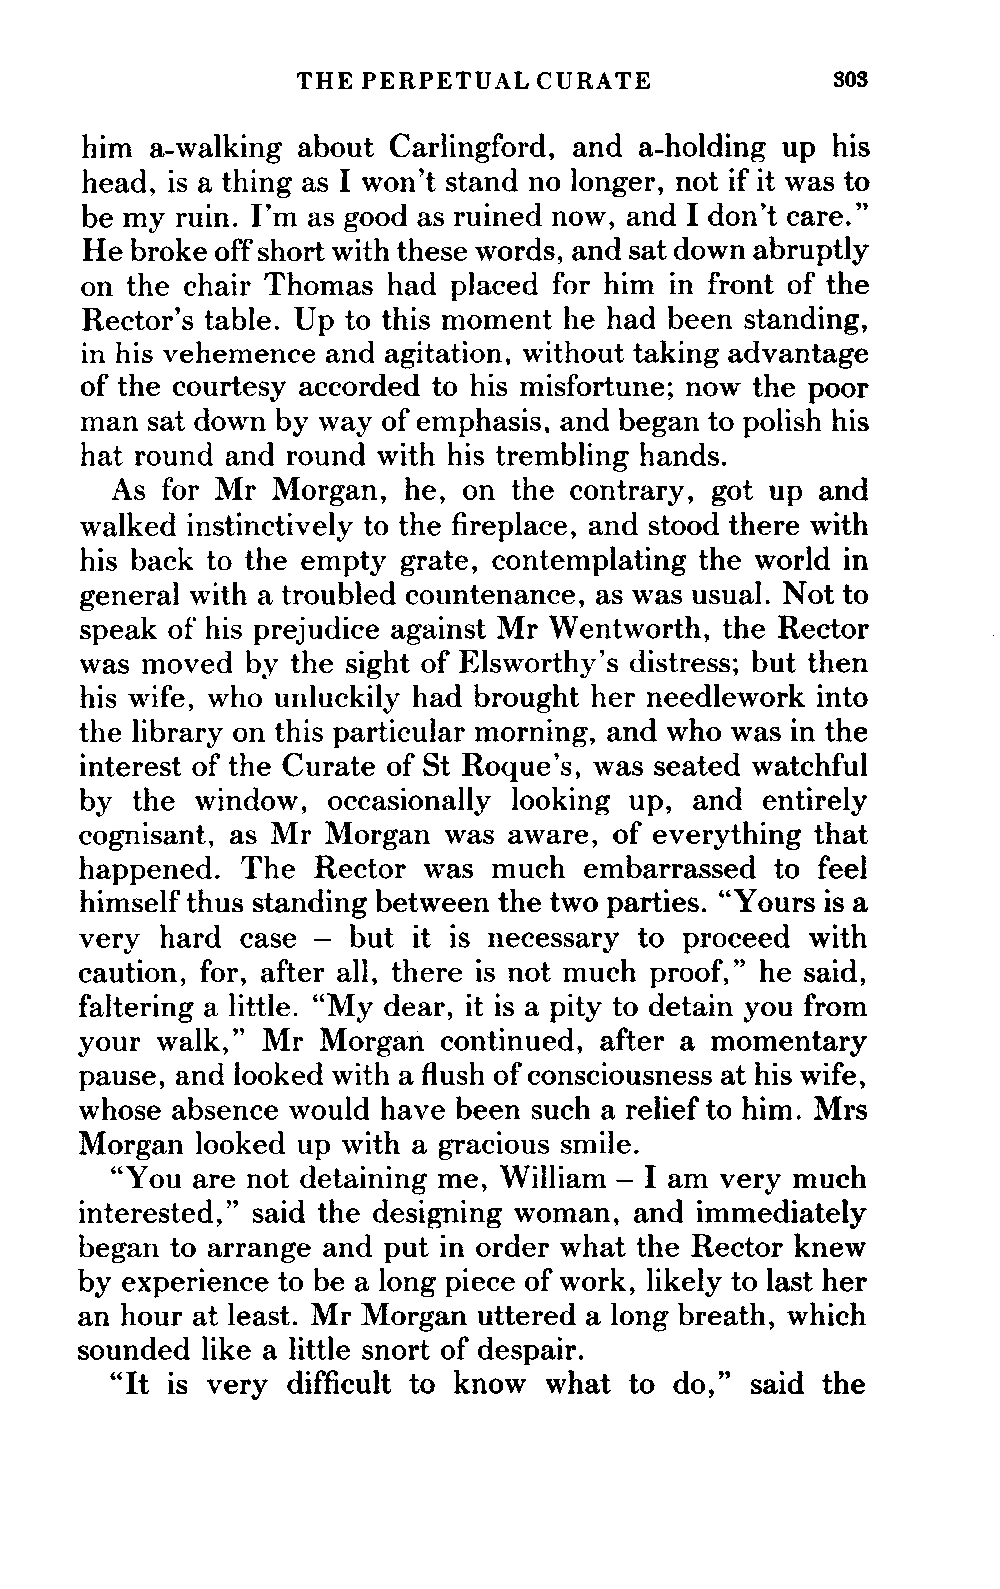 THE PERPETUAL CURATE 303
him a-walking about Carlingford, and a-holding up his
head, is a thing as I won't stand no longer, not if it was to
be my ruin. I'm as good as ruined now, and I don't care."
He broke off short with these words, and sat down abruptly
on the chair Thomas had placed for him in front of the
Rector's table. Up to this moment he had been standing,
in his vehemence and agitation, without taking advantage
of the courtesy accorded to his misfortune; now the poor
man sat down by way of emphasis, and began to polish his
hat round and round with his trembling hands.
As for Mr Morgan, he, on the contrary, got up and
walked instinctively to the fireplace, and stood there with
his back to the empty grate, contemplating the world in
general with a troubled countenance, as was usual. Not to
speak of his prejudice against Mr Wentworth, the Rector
was moved by the sight of Elsworthy's distress; but then
his wife, who unluckily had brought her needlework into
the library on this particular morning, and who was in the
interest of the Curate of St Roque's, was seated watchful
by the window, occasionally looking up, and entirely
cognisant, as Mr Morgan was aware, of everything that
happened. The Rector was much embarrassed to feel
himself thus standing between the two parties. "Yours is a
very hard case – but it is necessary to proceed with
caution, for, after all, there is not much proof," he said,
faltering a little. "My dear, it is a pity to detain you from
your walk," Mr Morgan continued, after a momentary
pause, and looked with a flush of consciousness at his wife,
whose absence would have been such a relief to him. Mrs
Morgan looked up with a gracious smile.
"You are not detaining me, William – I am very much
interested," said the designing woman, and immediately
began to arrange and put in order what the Rector knew
by experience to be a long piece of work, likely to last her
an hour at least. Mr Morgan uttered a long breath, which
sounded like a little snort of despair.
"It is very difficult to know what to do," said the